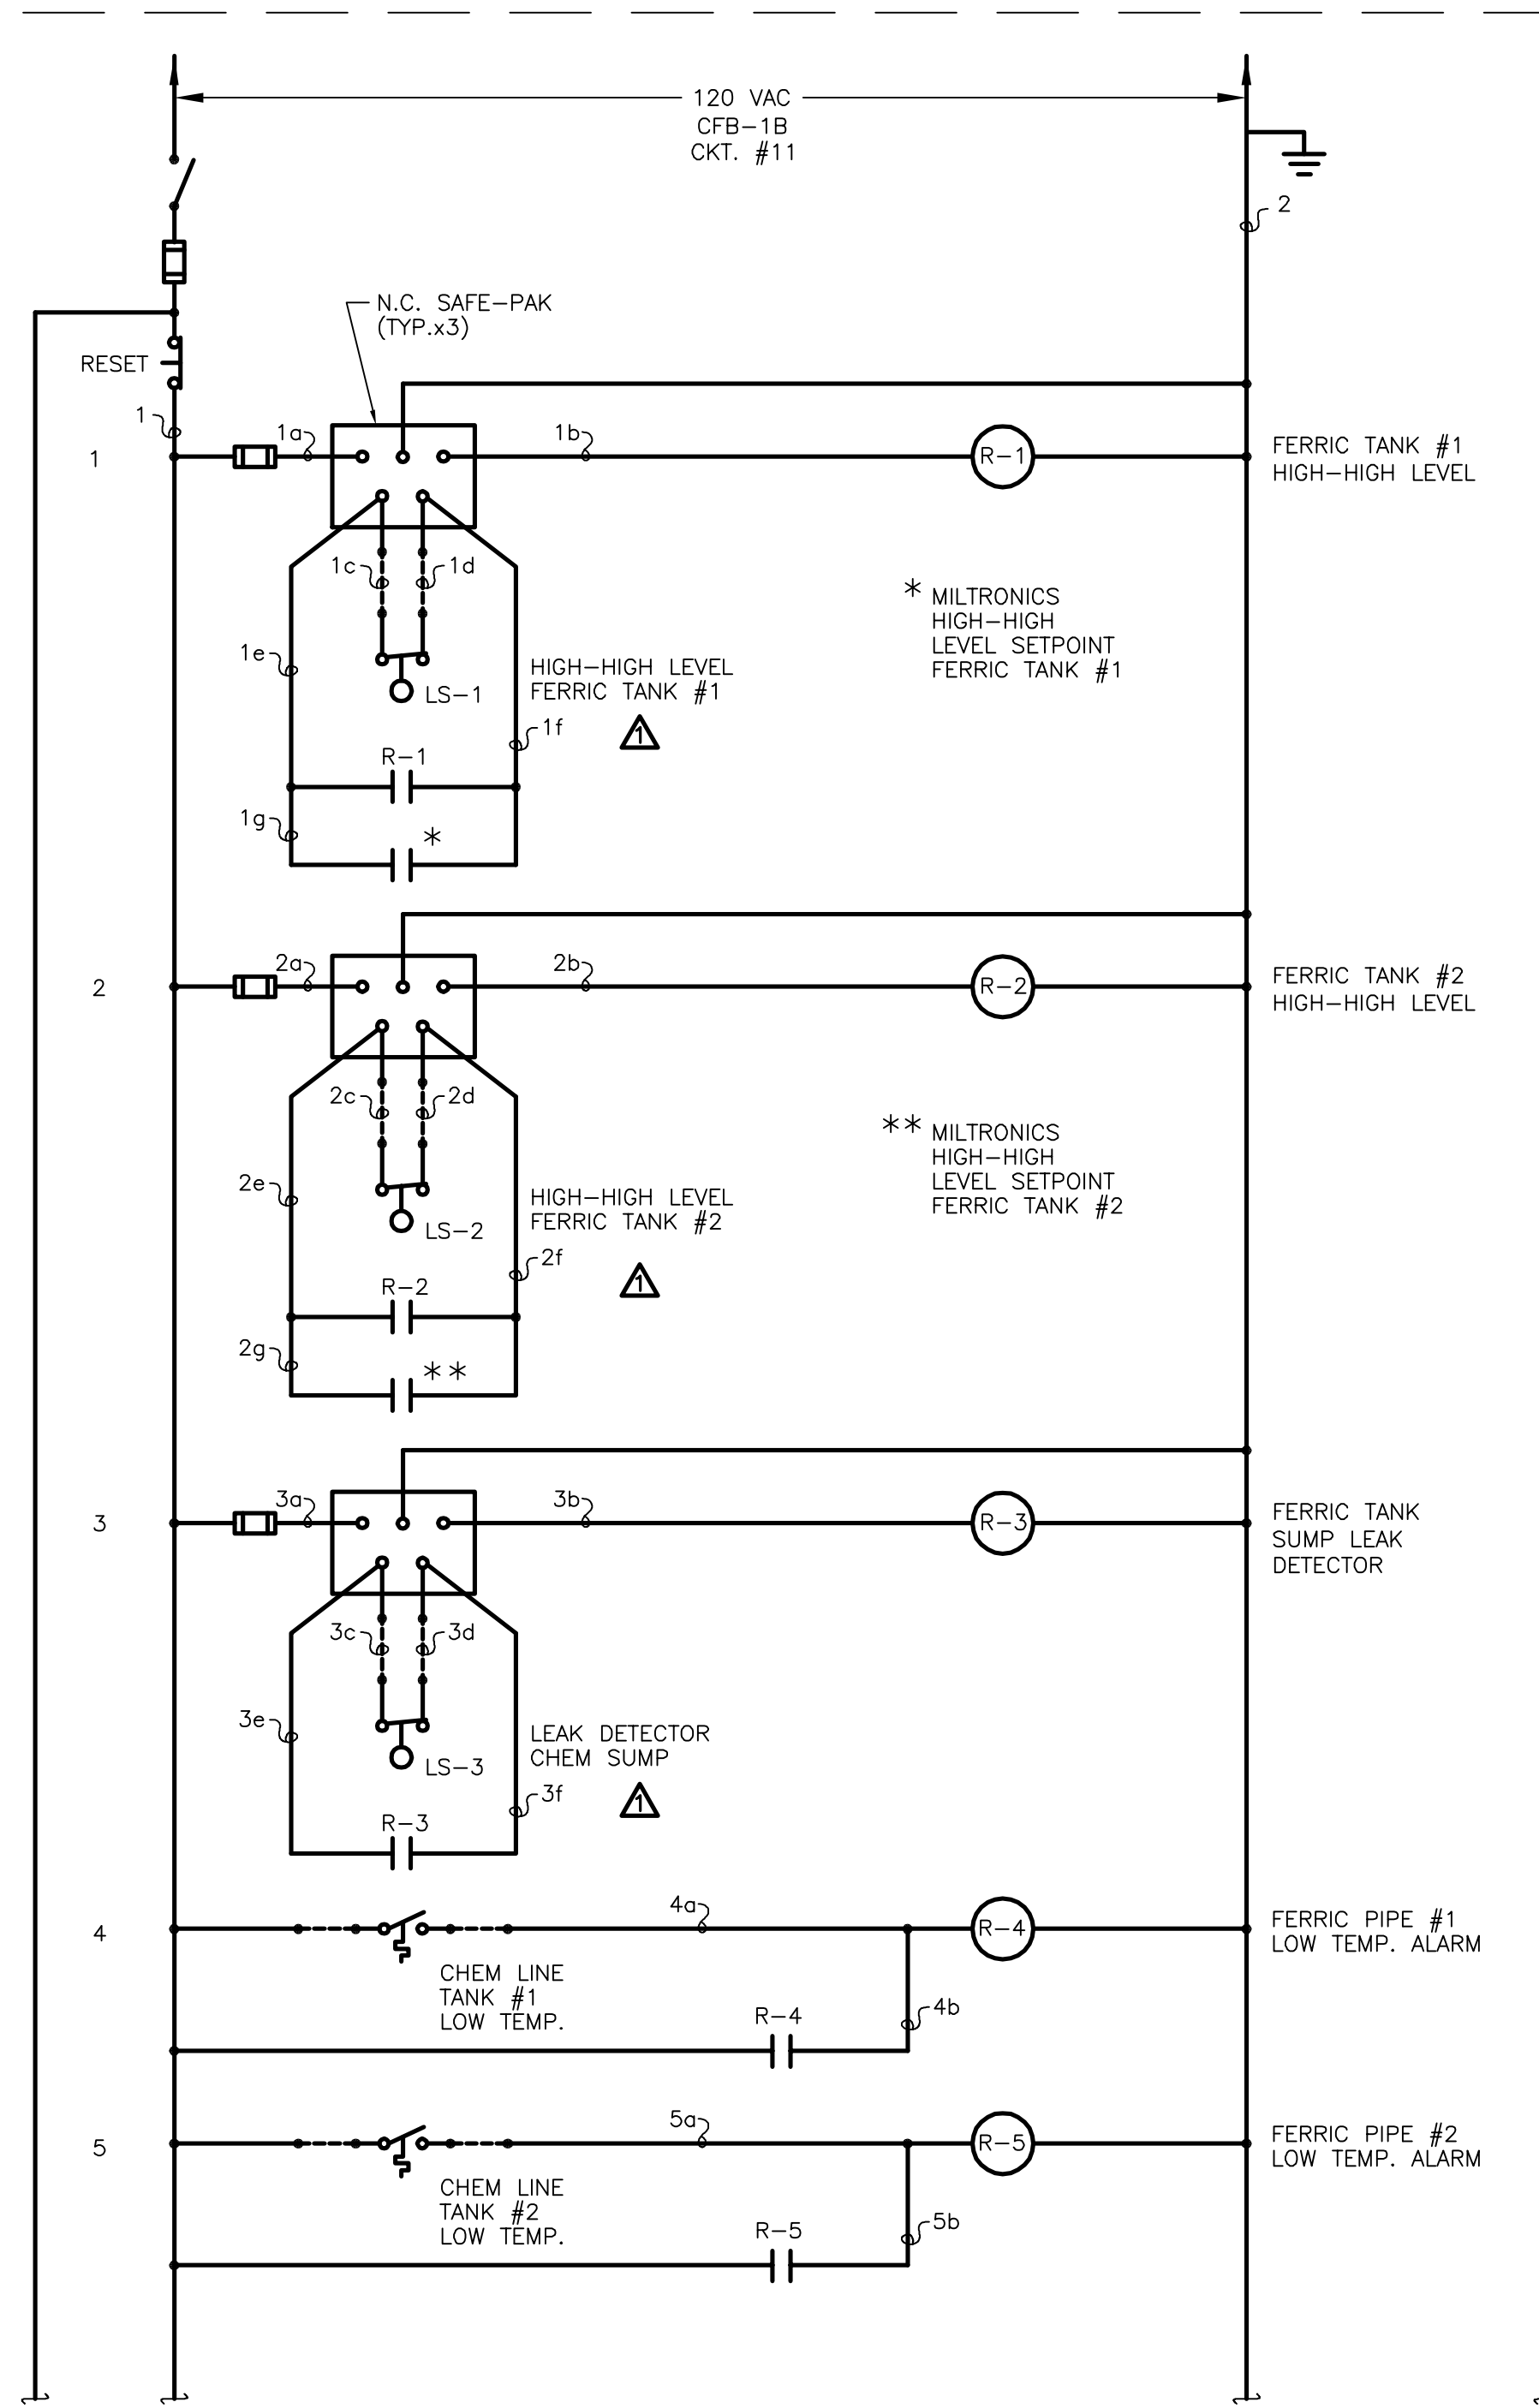 120 VAC
CFB-1B
CKT. #11
2
N.C. SAFE-PAK
(TYP.x3)
RESET
1
1
1a
1b
R-1
FERRIC TANK #1
HIGH-HIGH LEVEL
1c
1d
* MILTRONICS
HIGH-HIGH
LEVEL SETPOINT
FERRIC TANK #1
1e
HIGH-HIGH LEVEL
FERRIC TANK #1
LS-1
1f
1
R-1
1g
*
2
2a
2b
R-2
FERRIC TANK #2
HIGH-HIGH LEVEL
2c
2d
** MILTRONICS
HIGH-HIGH
LEVEL SETPOINT
FERRIC TANK #2
2e
HIGH-HIGH LEVEL
FERRIC TANK #2
LS-2
2f
1
R-2
2g
**
3
3a
3b
R-3
FERRIC TANK
SUMP LEAK
DETECTOR
3c
3d
3e
LEAK DETECTOR
CHEM SUMP
LS-3
3f
1
R-3
4
4a
R-4
FERRIC PIPE #1
LOW TEMP. ALARM
CHEM LINE
TANK #1
LOW TEMP.
R-4
4b
5
5a
R-5
FERRIC PIPE #2
LOW TEMP. ALARM
CHEM LINE
TANK #2
LOW TEMP.
R-5
5b